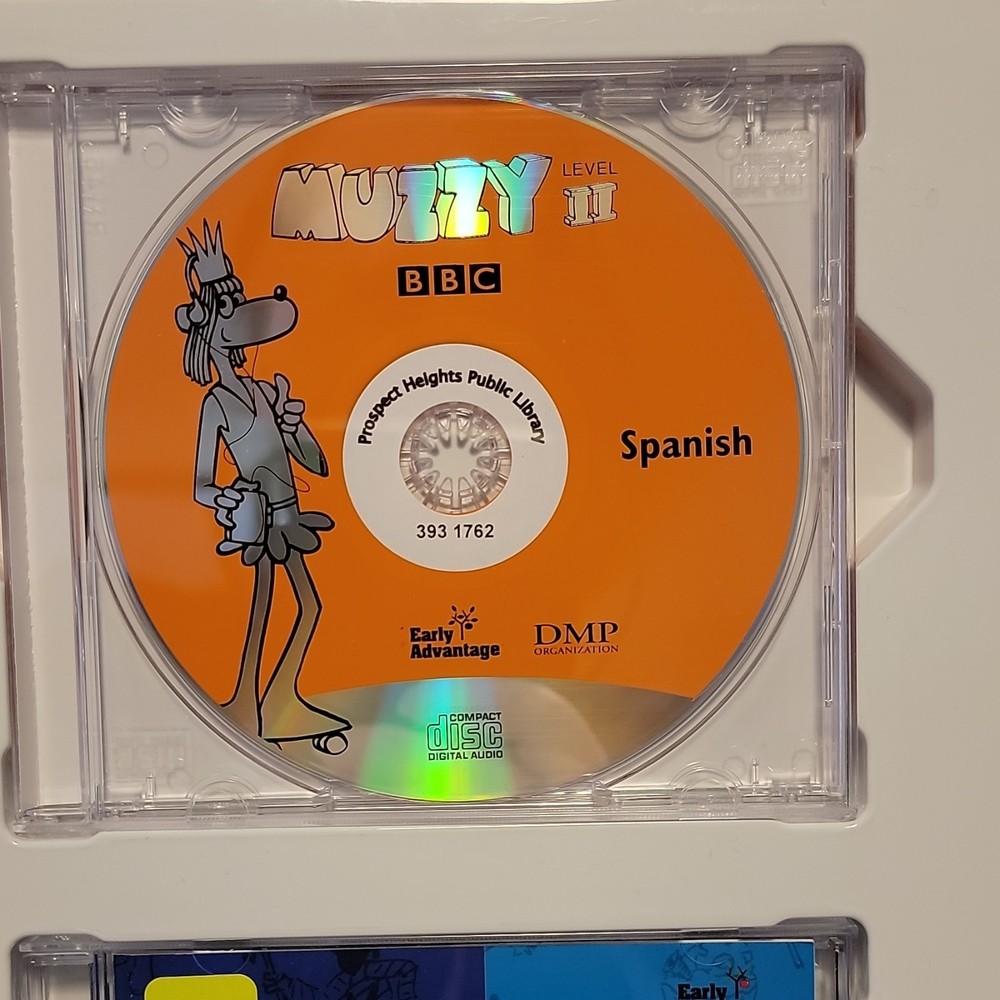 MUZZY LEVEL II
BBC
Prospect Heights Public Library
Spanish
393 1762
Early Advantage
DMP ORGANIZATION
COMPACT
disc
DIGITAL AUDIO
Early